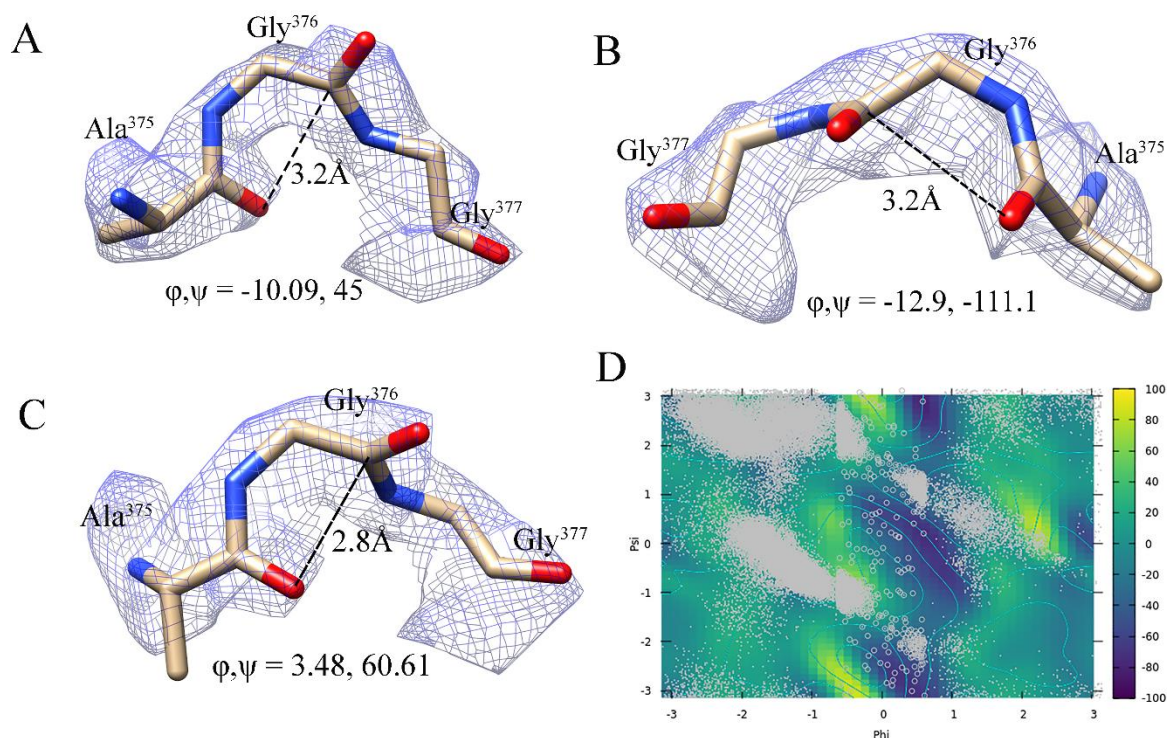 A
Gly³⁷⁶
Ala³⁷⁵
3.2Å
Gly³⁷⁷
φ,ψ = -10.09, 45
B
Gly³⁷⁶
Gly³⁷⁷
Ala³⁷⁵
3.2Å
φ,ψ = -12.9, -111.1
C
Gly³⁷⁶
Ala³⁷⁵
2.8Å
Gly³⁷⁷
φ,ψ = 3.48, 60.61
D
3
2
1
0
-1
-2
-3
Psi
-3 -2 -1 0 1 2 3
Phi
100
80
60
40
20
0
-20
-40
-60
-80
-100